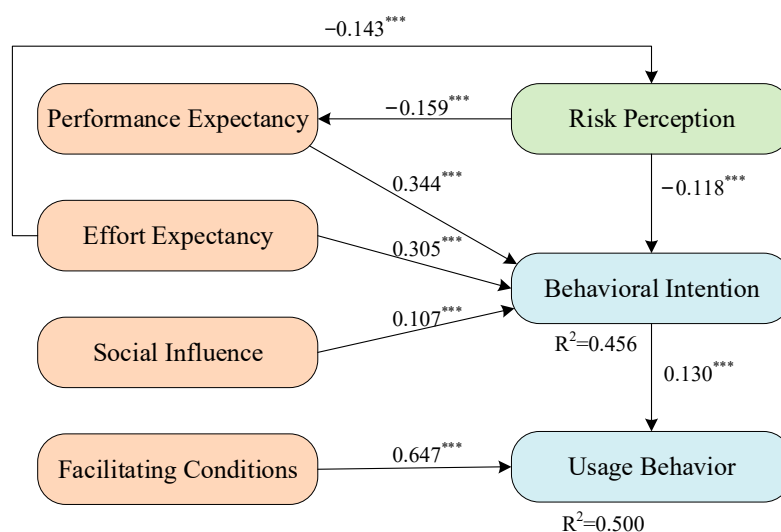 −0.143***
Performance Expectancy
−0.159***
Risk Perception
0.344***
−0.118***
Effort Expectancy
0.305***
Behavioral Intention
0.107***
Social Influence
R²=0.456
0.130***
Facilitating Conditions
0.647***
Usage Behavior
R²=0.500